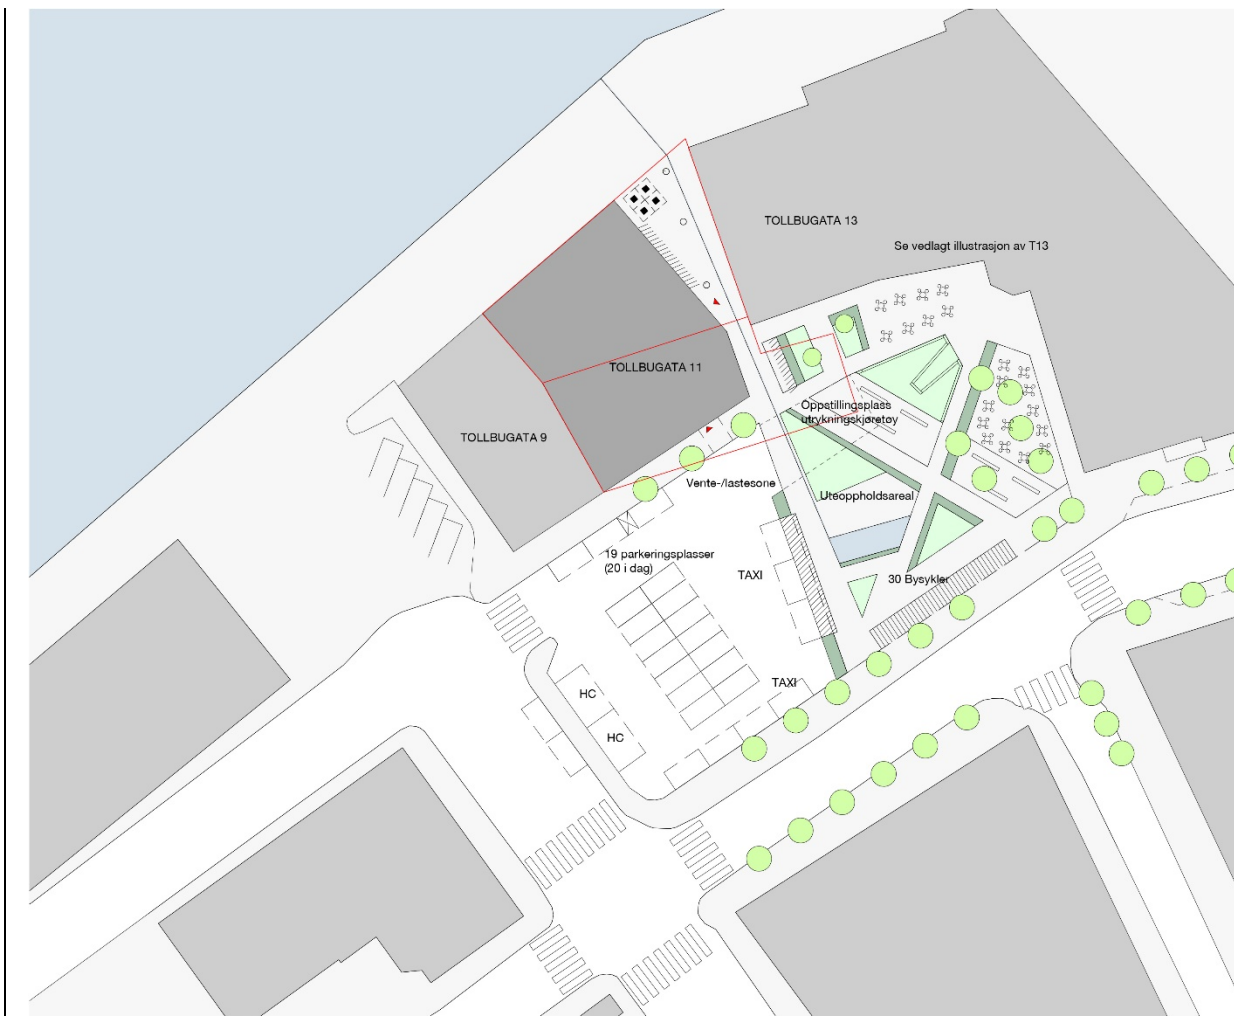 TOLLBUGATA 13
Se vedlagt illustrasjon av T13
TOLLBUGATA 11
Oppstillingsplass
utrykningskjøretøy
TOLLBUGATA 9
Vente-/lastesone
Uteoppholdsareal
19 parkeringsplasser
(20 i dag)
TAXI
30 Bysykler
TAXI
HC
HC